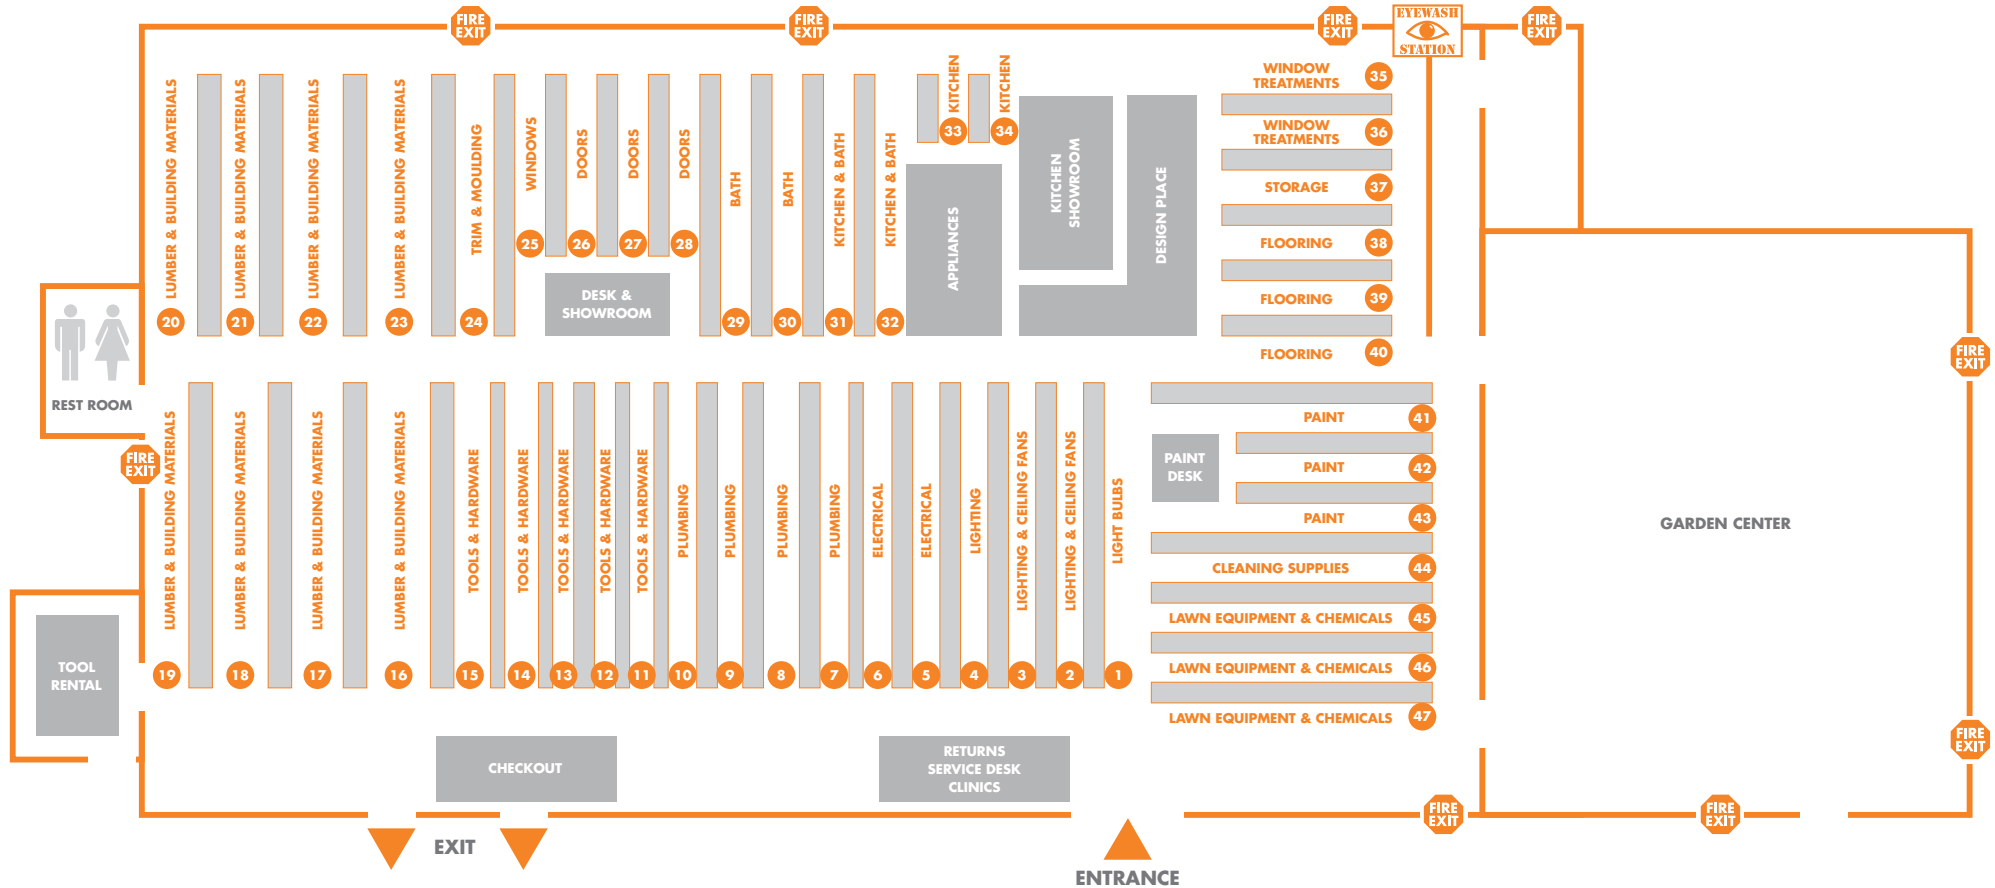 FIRE
EXIT
FIRE
EXIT
FIRE
EXIT
EYEWASH
STATION
FIRE
EXIT
LUMBER & BUILDING MATERIALS
20
LUMBER & BUILDING MATERIALS
21
LUMBER & BUILDING MATERIALS
22
LUMBER & BUILDING MATERIALS
23
TRIM & MOULDING
24
WINDOWS
25
DOORS
26
DOORS
27
DOORS
28
DESK &
SHOWROOM
BATH
29
BATH
30
KITCHEN & BATH
31
KITCHEN & BATH
32
KITCHEN
33
KITCHEN
34
APPLIANCES
KITCHEN
SHOWROOM
DESIGN PLACE
WINDOW
TREATMENTS
35
WINDOW
TREATMENTS
36
STORAGE
37
FLOORING
38
FLOORING
39
FLOORING
40
REST ROOM
FIRE
EXIT
FIRE
EXIT
LUMBER & BUILDING MATERIALS
19
LUMBER & BUILDING MATERIALS
18
LUMBER & BUILDING MATERIALS
17
LUMBER & BUILDING MATERIALS
16
TOOLS & HARDWARE
15
TOOLS & HARDWARE
14
TOOLS & HARDWARE
13
TOOLS & HARDWARE
12
TOOLS & HARDWARE
11
PLUMBING
10
PLUMBING
9
PLUMBING
8
PLUMBING
7
ELECTRICAL
6
ELECTRICAL
5
LIGHTING
4
LIGHTING & CEILING FANS
3
LIGHTING & CEILING FANS
2
LIGHT BULBS
1
PAINT
DESK
PAINT
41
PAINT
42
PAINT
43
CLEANING SUPPLIES
44
LAWN EQUIPMENT & CHEMICALS
45
LAWN EQUIPMENT & CHEMICALS
46
LAWN EQUIPMENT & CHEMICALS
47
GARDEN CENTER
TOOL
RENTAL
CHECKOUT
RETURNS
SERVICE DESK
CLINICS
FIRE
EXIT
FIRE
EXIT
FIRE
EXIT
EXIT
ENTRANCE